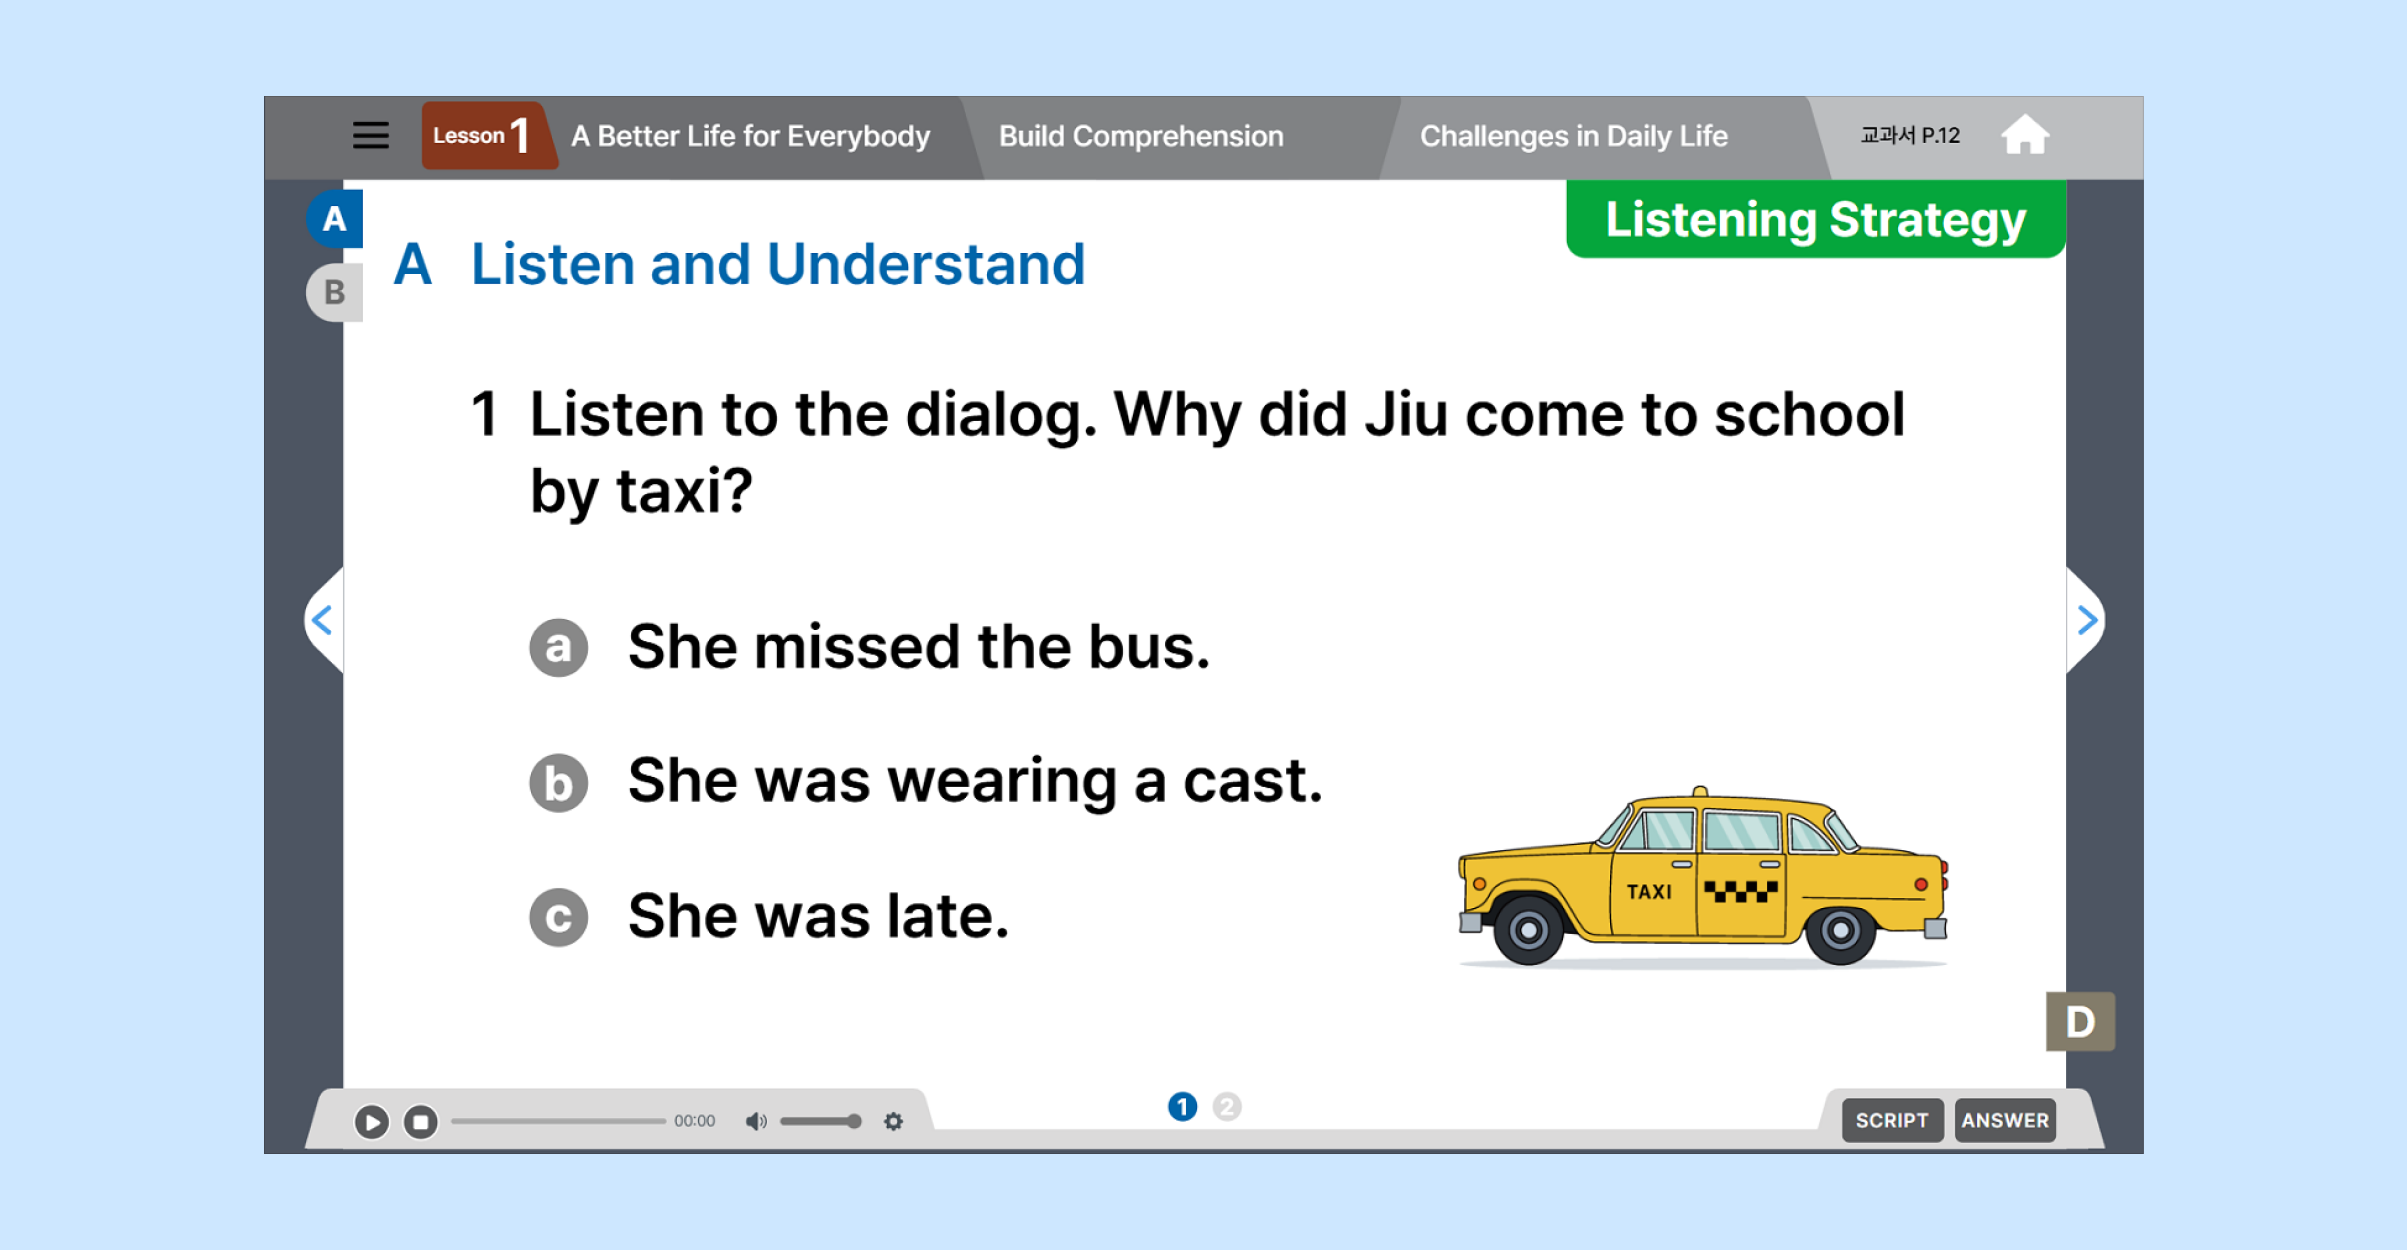 Lesson 1 A Better Life for Everybody Build Comprehension Challenges in Daily Life 교과서 P.12
Listening Strategy
A
B
A Listen and Understand
1 Listen to the dialog. Why did Jiu come to school
by taxi?
a She missed the bus.
b She was wearing a cast.
c She was late.
TAXI
D
00:00 1 2 SCRIPT ANSWER